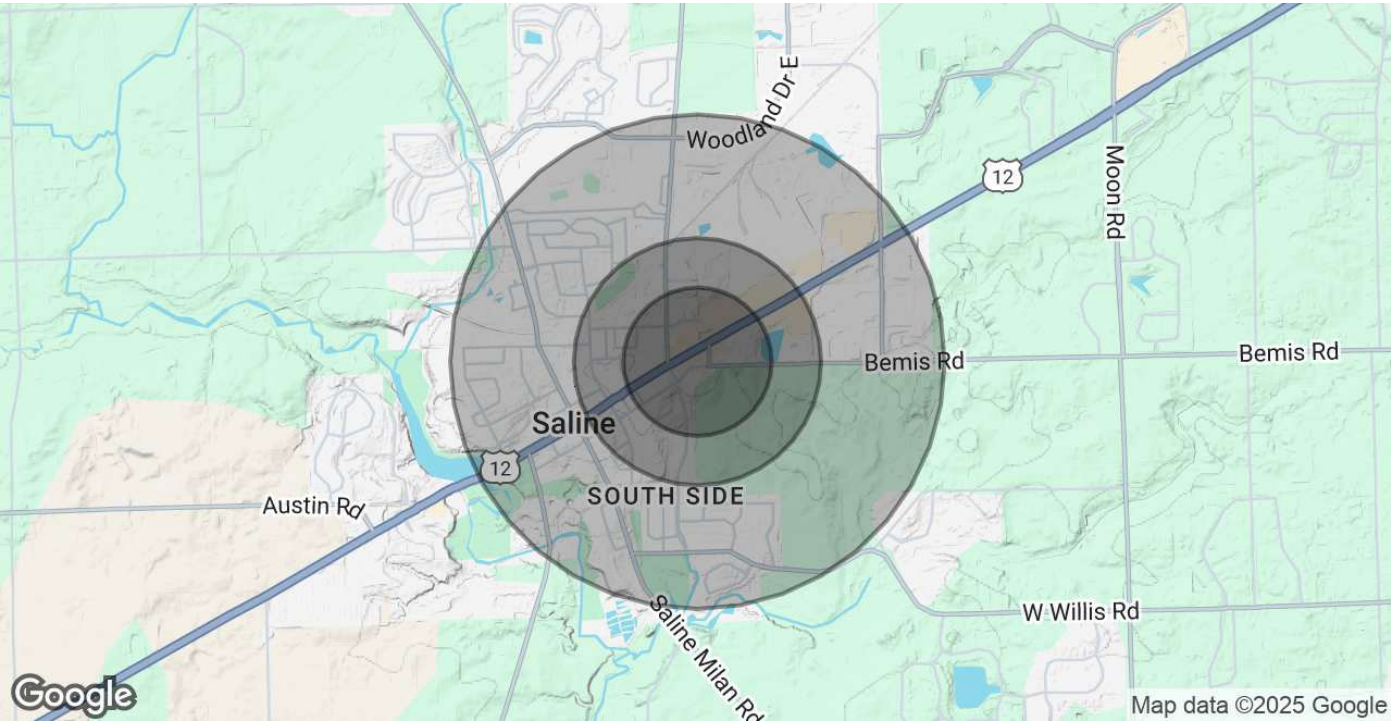 Woodland Dr E
12
Moon Rd
Bemis Rd
Bemis Rd
Saline
12
SOUTH SIDE
Austin Rd
W Willis Rd
Saline Milan Rd
Google
Map data ©2025 Google